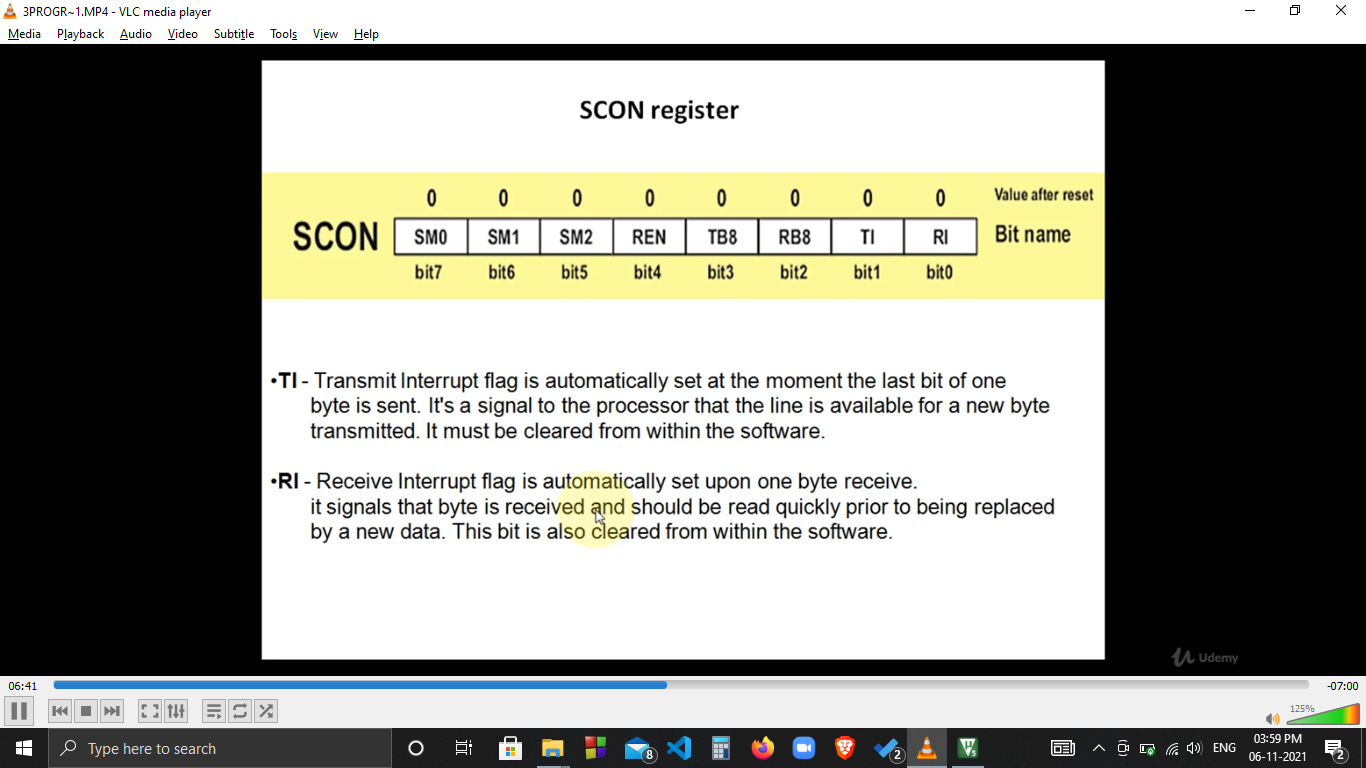 3PROGR~1.MP4 - VLC media player
Media Playback Audio Video Subtitle Tools View Help
SCON register
0 0 0 0 0 0 0 0 Value after reset
SCON SM0 SM1 SM2 REN TB8 RB8 TI RI Bit name
bit7 bit6 bit5 bit4 bit3 bit2 bit1 bit0
•TI - Transmit Interrupt flag is automatically set at the moment the last bit of one
byte is sent. It's a signal to the processor that the line is available for a new byte
transmitted. It must be cleared from within the software.
•RI - Receive Interrupt flag is automatically set upon one byte receive.
it signals that byte is received and should be read quickly prior to being replaced
by a new data. This bit is also cleared from within the software.
Udemy
06:41 -07:00
125%
Type here to search
8
2
ENG
03:59 PM
06-11-2021
2